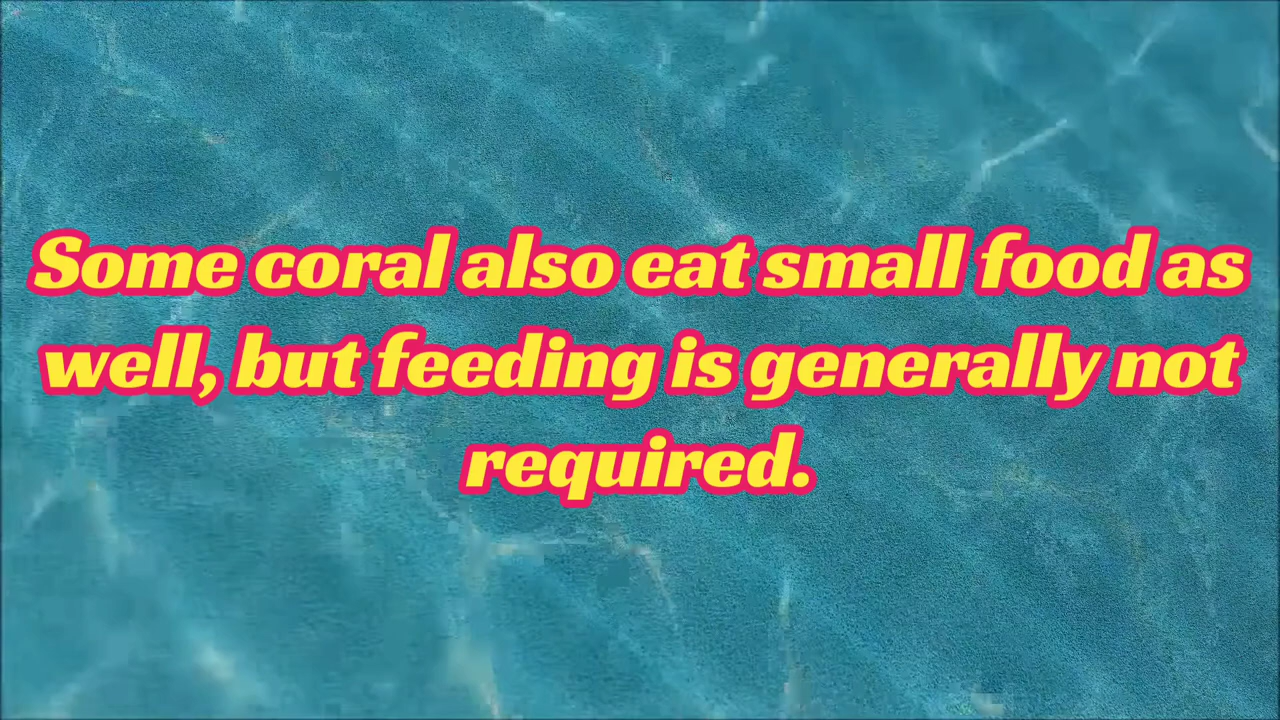 Some coral also eat small food as
well, but feeding is generally not
required.